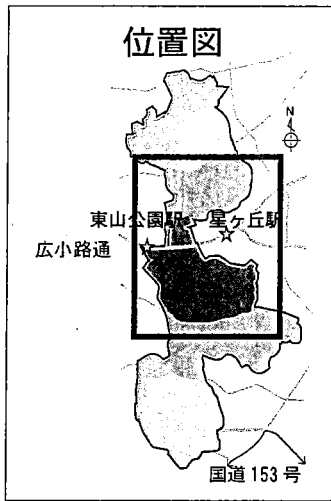 位置図
N
東山公園駅
星ヶ丘駅
広小路通
国道153号